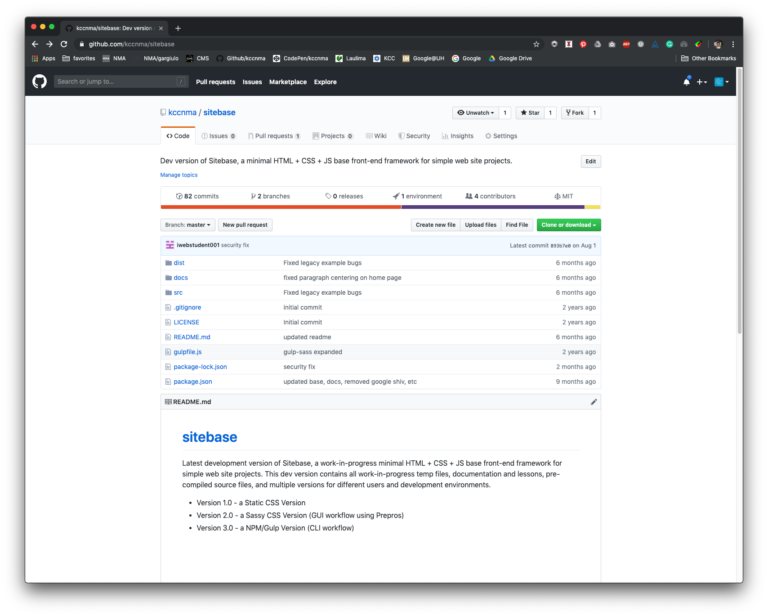 kccnma/sitebase: Dev version
github.com/kccnma/sitebase
Apps favorites NMA NMA/gargiulo CMS Github/kccnma CodePen/kccnma Laulima KCC Google@UH Google Google Drive Other Bookmarks
Search or jump to... / Pull requests Issues Marketplace Explore
kccnma / sitebase Unwatch 1 Star 1 Fork 1
Code Issues 0 Pull requests 1 Projects 0 Wiki Security Insights Settings
Dev version of Sitebase, a minimal HTML + CSS + JS base front-end framework for simple web site projects. Edit
Manage topics
82 commits 2 branches 0 releases 1 environment 4 contributors MIT
Branch: master New pull request Create new file Upload files Find File Clone or download
iwebstudent001 security fix Latest commit on Aug 1
dist Fixed legacy example bugs 6 months ago
docs fixed paragraph centering on home page 6 months ago
src Fixed legacy example bugs 6 months ago
.gitignore initial commit 2 years ago
LICENSE Initial commit 2 years ago
README.md updated readme 6 months ago
gulpfile.js gulp-sass expanded 2 years ago
package-lock.json security fix 2 months ago
package.json updated base, docs, removed google shiv, etc 9 months ago
README.md
sitebase
Latest development version of Sitebase, a work-in-progress minimal HTML + CSS + JS base front-end framework for
simple web site projects. This dev version contains all work-in-progress temp files, documentation and lessons, pre-
compiled source files, and multiple versions for different users and development environments.
• Version 1.0 - a Static CSS Version
• Version 2.0 - a Sassy CSS Version (GUI workflow using Prepros)
• Version 3.0 - a NPM/Gulp Version (CLI workflow)